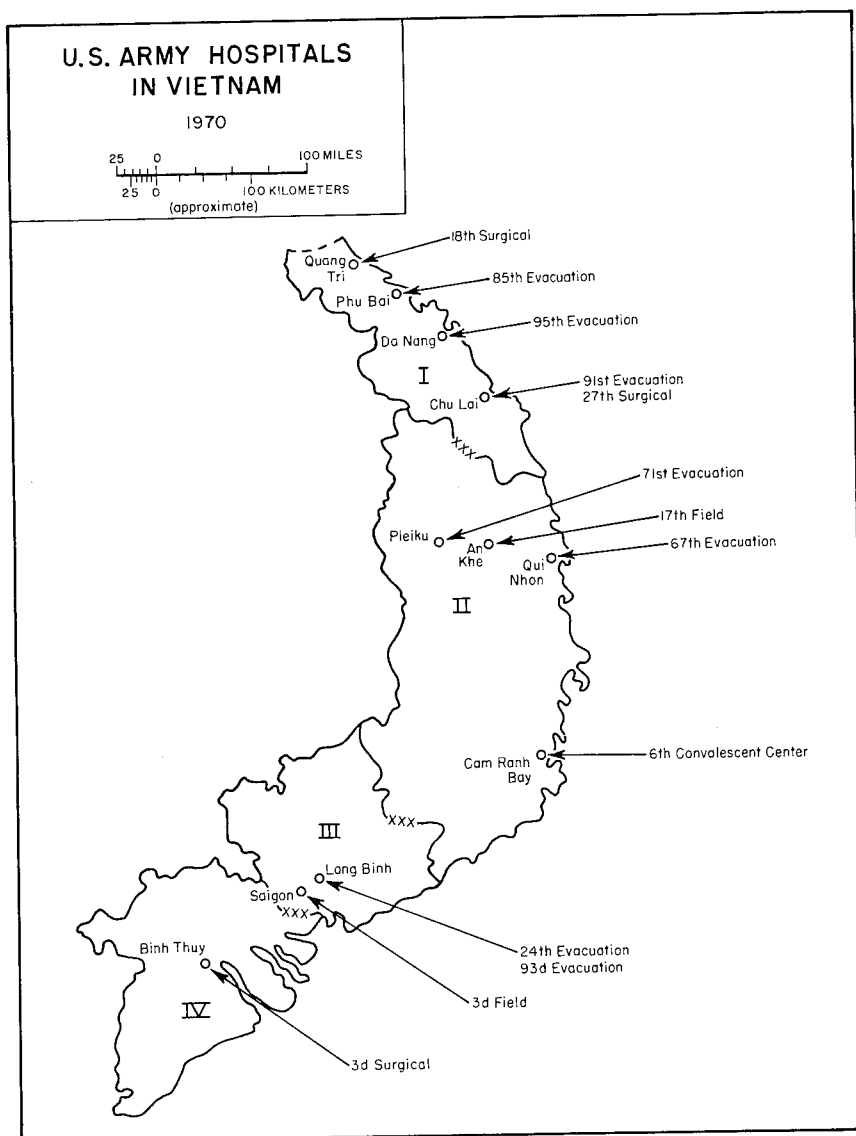 U.S. ARMY HOSPITALS
IN VIETNAM
1970
25 0 100 MILES
25 0 100 KILOMETERS
(approximate)
18th Surgical
Quang
Tri
85th Evacuation
Phu Bai
95th Evacuation
Da Nang
I
91st Evacuation
27th Surgical
Chu Lai
XXX
71st Evacuation
17th Field
Pleiku
An
Khe
67th Evacuation
Qui
Nhon
II
6th Convalescent Center
Cam Ranh
Bay
XXX
III
Long Binh
Saigon
XXX
24th Evacuation
93d Evacuation
Binh Thuy
3d Field
IV
3d Surgical